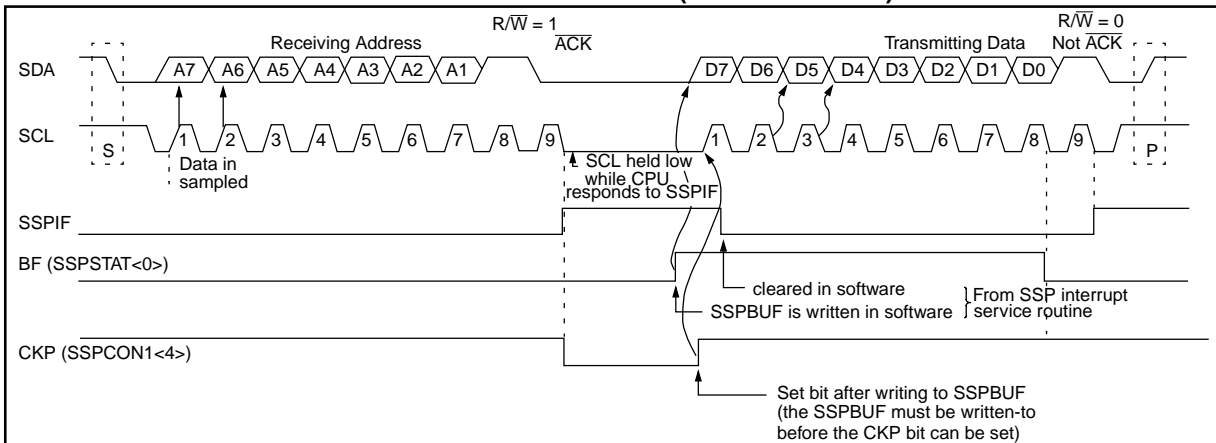 R/W = 1
ACK
R/W = 0
Not ACK
Receiving Address
Transmitting Data
SDA
A7 A6 A5 A4 A3 A2 A1
D7 D6 D5 D4 D3 D2 D1 D0
SCL
S
1 2 3 4 5 6 7 8 9
1 2 3 4 5 6 7 8 9
P
Data in
sampled
SCL held low
while CPU
responds to SSPIF
SSPIF
BF (SSPSTAT<0>)
cleared in software
SSPBUF is written in software
From SSP interrupt
service routine
CKP (SSPCON1<4>)
Set bit after writing to SSPBUF
(the SSPBUF must be written-to
before the CKP bit can be set)